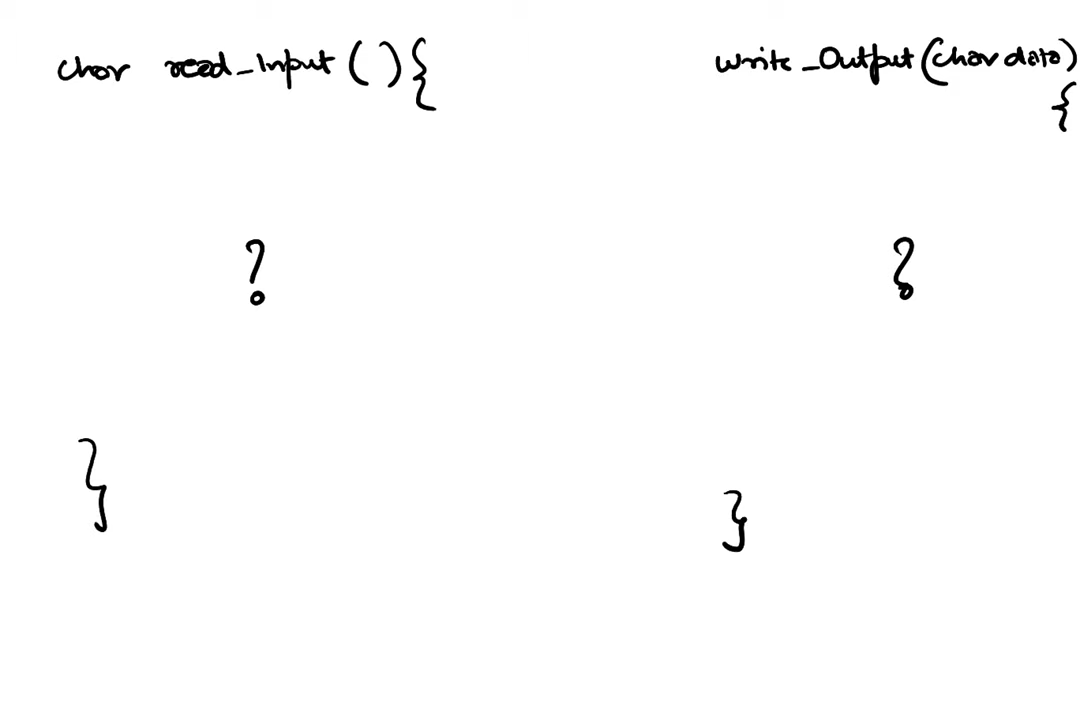 char read_Input(){
write_Output(char data)
{
?
?
}
}